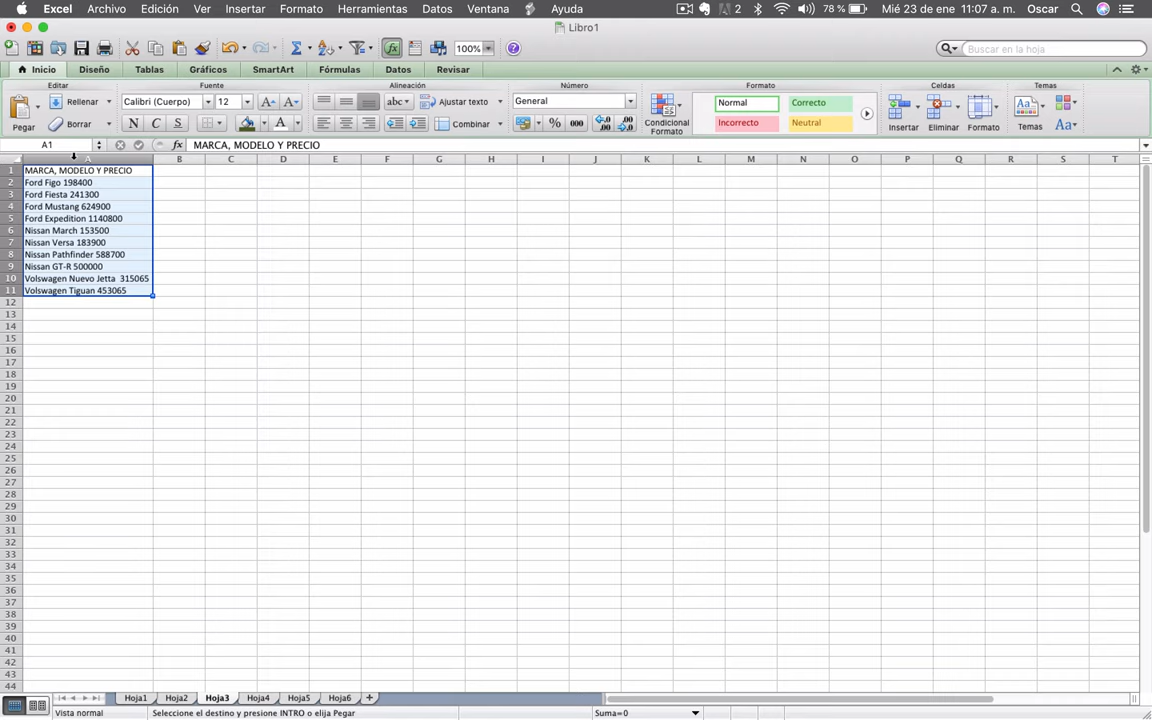 Excel Archivo Edición Ver Insertar Formato Herramientas Datos Ventana Ayuda 2 78 % Mié 23 de ene 11:07 a. m. Oscar
Libro1
100% Buscar en la hoja
Inicio Diseño Tablas Gráficos SmartArt Fórmulas Datos Revisar
Editar Fuente Alineación Número Formato Celdas Temas
Pegar Rellenar Borrar
Calibri (Cuerpo) 12
N C S A
abc Ajustar texto
Combinar
General
% 000
Condicional Formato
Normal Correcto
Incorrecto Neutral
Insertar Eliminar Formato
Temas Aa
A1 fx MARCA, MODELO Y PRECIO
A B C D E F G H I J K L M N O P Q R S T
1 MARCA, MODELO Y PRECIO
2 Ford Figo 198400
3 Ford Fiesta 241300
4 Ford Mustang 624900
5 Ford Expedition 1140800
6 Nissan March 153500
7 Nissan Versa 183900
8 Nissan Pathfinder 588700
9 Nissan GT-R 500000
10 Volswagen Nuevo Jetta  315065
11 Volswagen Tiguan 453065
12
13
14
15
16
17
18
19
20
21
22
23
24
25
26
27
28
29
30
31
32
33
34
35
36
37
38
39
40
41
42
43
44
Hoja1 Hoja2 Hoja3 Hoja4 Hoja5 Hoja6
Vista normal Seleccione el destino y presione INTRO o elija Pegar Suma=0